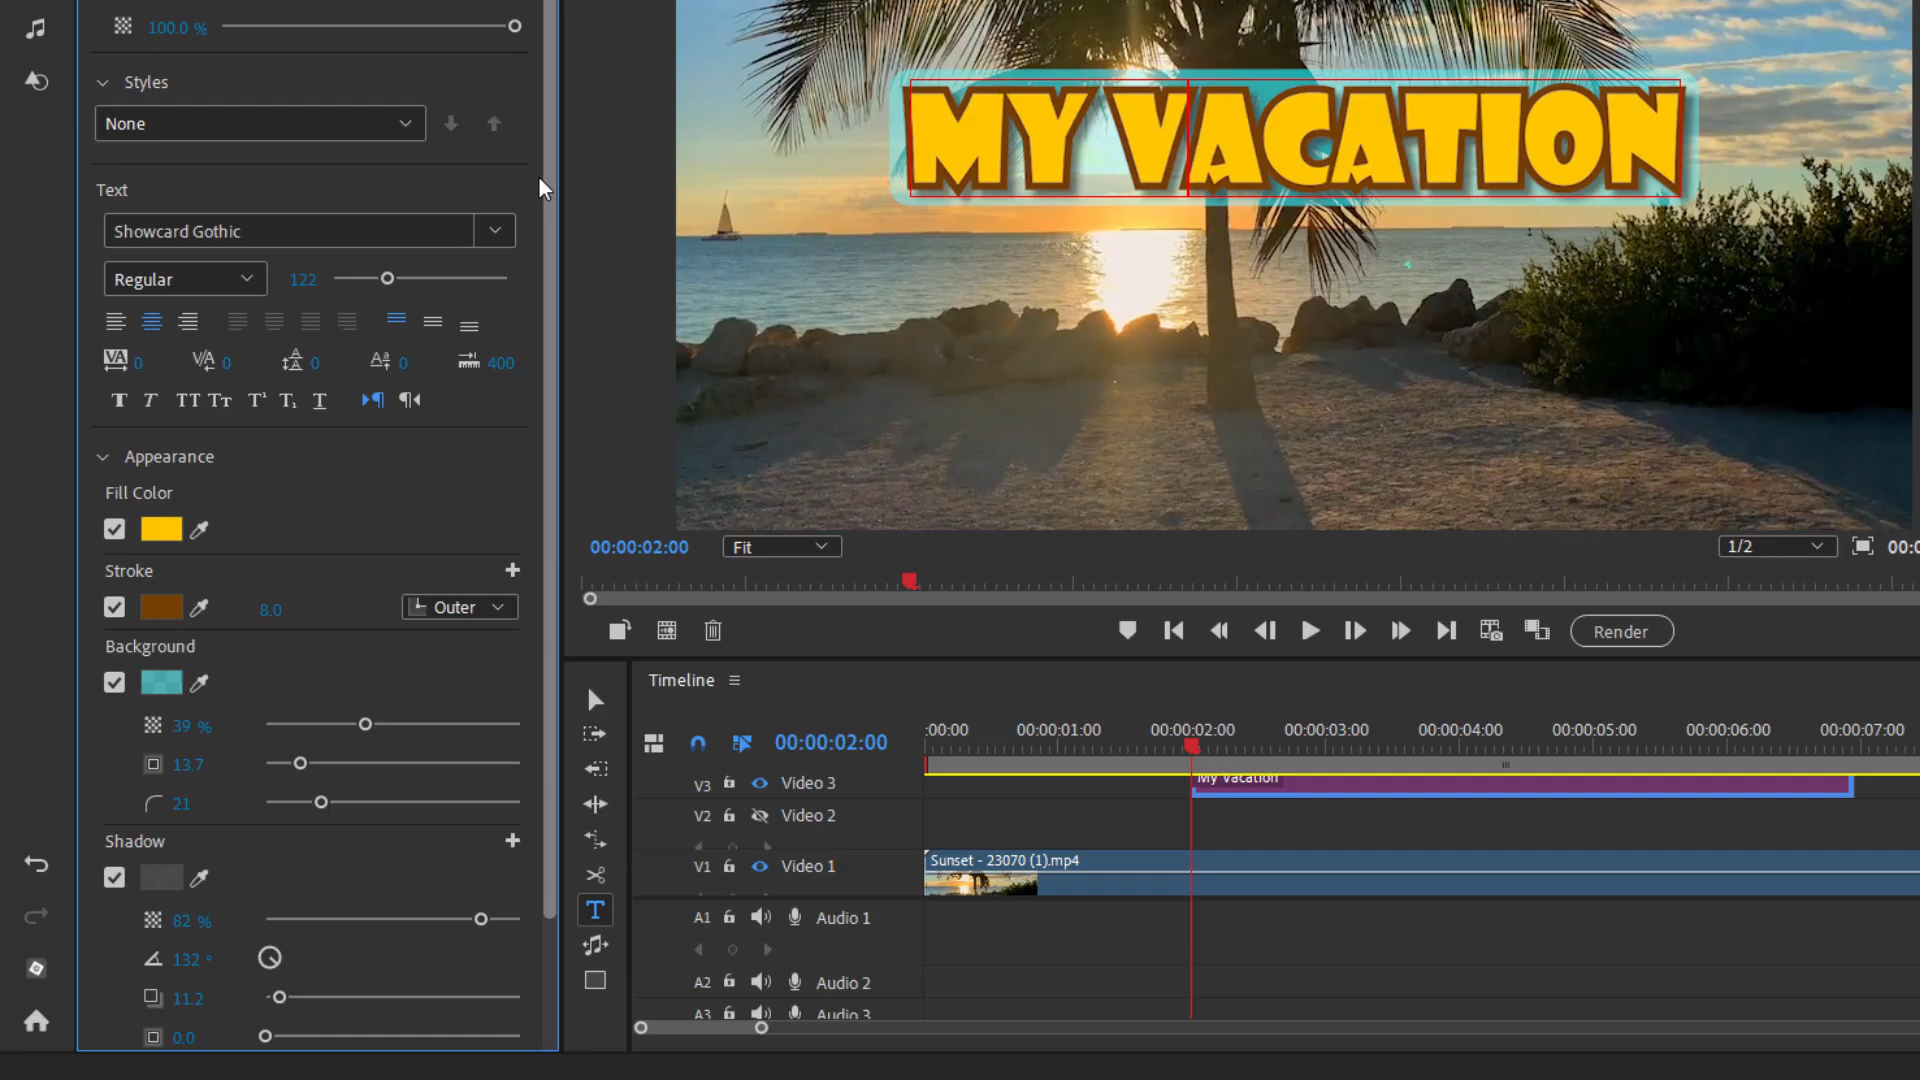 100.0 %
Styles
None
Text
Showcard Gothic
Regular
122
0
0
0
0
400
Appearance
Fill Color
Stroke
8.0
Outer
Background
39 %
13.7
21
Shadow
82 %
132 °
11.2
0.0
MY VACATION
00:00:02:00
Fit
1/2
00:0
Render
Timeline
00:00:02:00
:00:00
00:00:01:00
00:00:02:00
00:00:03:00
00:00:04:00
00:00:05:00
00:00:06:00
00:00:07:00
V3 Video 3
My Vacation
V2 Video 2
V1 Video 1
Sunset - 23070 (1).mp4
A1 Audio 1
A2 Audio 2
A3 Audio 3